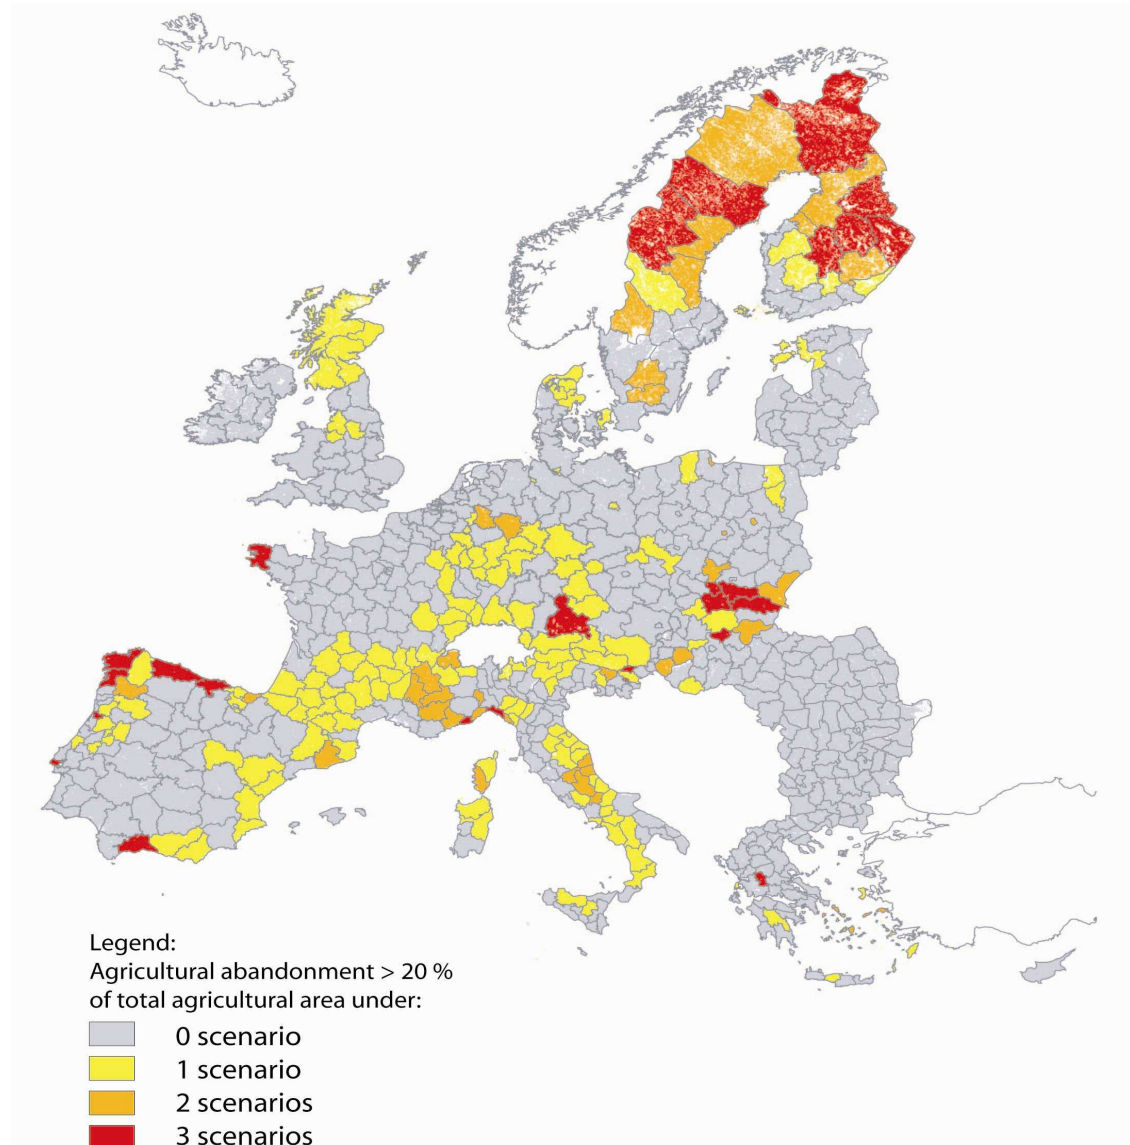 Legend:
Agricultural abandonment > 20 %
of total agricultural area under:
0 scenario
1 scenario
2 scenarios
3 scenarios